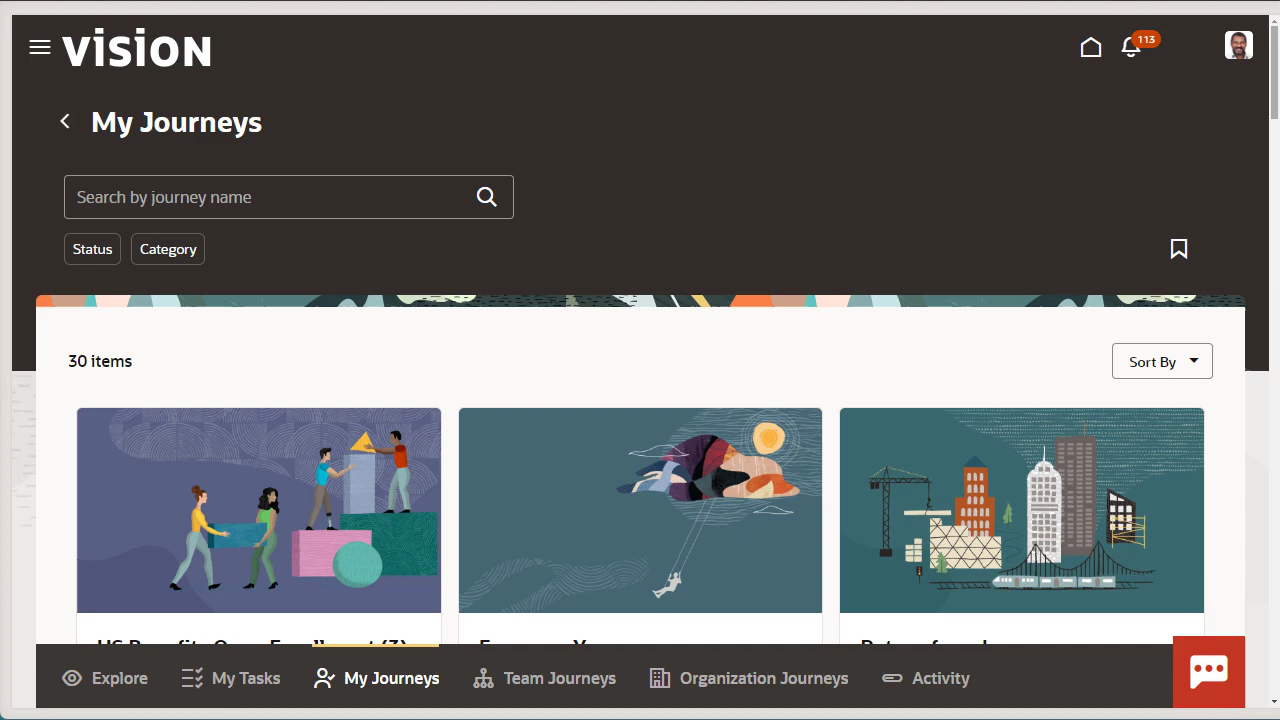 vision
113
My Journeys
Search by journey name
Status
Category
30 items
Sort By
Explore
My Tasks
My Journeys
Team Journeys
Organization Journeys
Activity